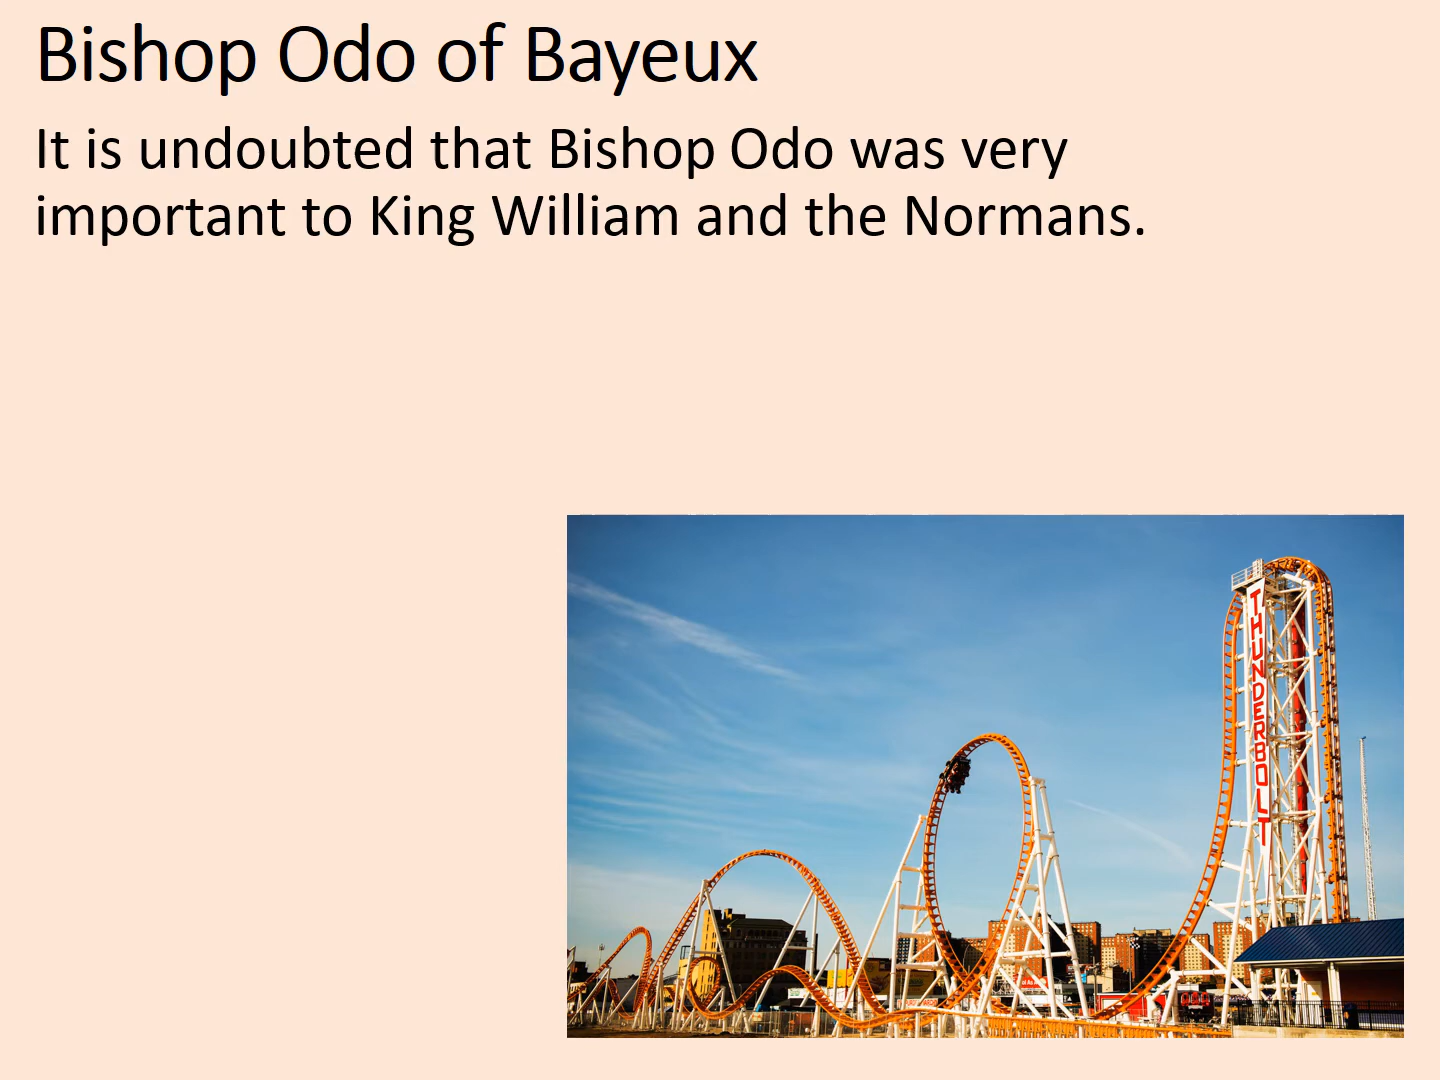 Bishop Odo of Bayeux
It is undoubted that Bishop Odo was very
important to King William and the Normans.
THUNDERBOLT